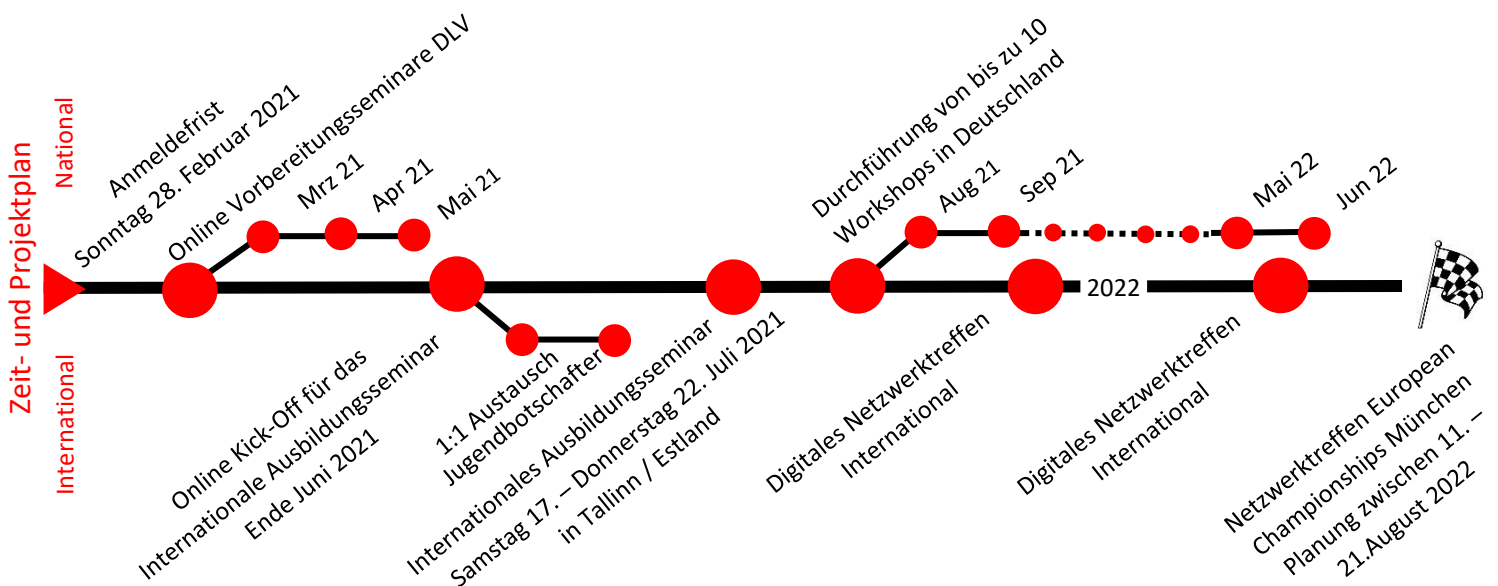 Zeit- und Projektplan
National
International
Anmeldefrist
Sonntag 28. Februar 2021
Online Vorbereitungsseminare DLV
Mrz 21
Apr 21
Mai 21
Durchführung von bis zu 10
Workshops in Deutschland
Aug 21
Sep 21
Mai 22
Jun 22
2022
Online Kick-Off für das
Internationale Ausbildungsseminar
Ende Juni 2021
1:1 Austausch
Jugendbotschafter
Internationales Ausbildungsseminar
Samstag 17. – Donnerstag 22. Juli 2021
in Tallinn / Estland
Digitales Netzwerktreffen
International
Digitales Netzwerktreffen
International
Netzwerktreffen European
Championships München
Planung zwischen 11. –
21.August 2022